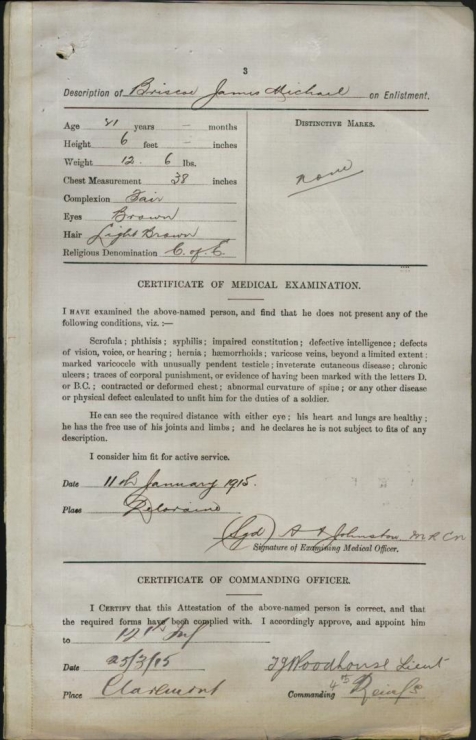 3
Description of Briscoe James Michael on Enlistment.
Age 21 years — months
Height 6 feet — inches
Weight 12 . 6 lbs.
Chest Measurement 38 inches
Complexion Fair
Eyes Brown
Hair Light Brown
Religious Denomination C. of E.
Distinctive Marks.
none
CERTIFICATE OF MEDICAL EXAMINATION.
I have examined the above-named person, and find that he does not present any of the
following conditions, viz. :—
Scrofula ; phthisis ; syphilis ; impaired constitution ; defective intelligence ; defects
of vision, voice, or hearing ; hernia ; hæmorrhoids ; varicose veins, beyond a limited extent ;
marked varicocele with unusually pendent testicle ; inveterate cutaneous disease ; chronic
ulcers ; traces of corporal punishment, or evidence of having been marked with the letters D.
or B.C. ; contracted or deformed chest ; abnormal curvature of spine ; or any other disease
or physical defect calculated to unfit him for the duties of a soldier.
He can see the required distance with either eye ; his heart and lungs are healthy ;
he has the free use of his joints and limbs ; and he declares he is not subject to fits of any
description.
I consider him fit for active service.
Date 11th January 1915.
Place Deloraine
(Sgd) Johnston
Signature of Examining Medical Officer.
CERTIFICATE OF COMMANDING OFFICER.
I Certify that this Attestation of the above-named person is correct, and that
the required forms have been complied with. I accordingly approve, and appoint him
to Inf
Date 25/3/15
Place Claremont
Woodhouse Lieut
Commanding 4th Reinfs